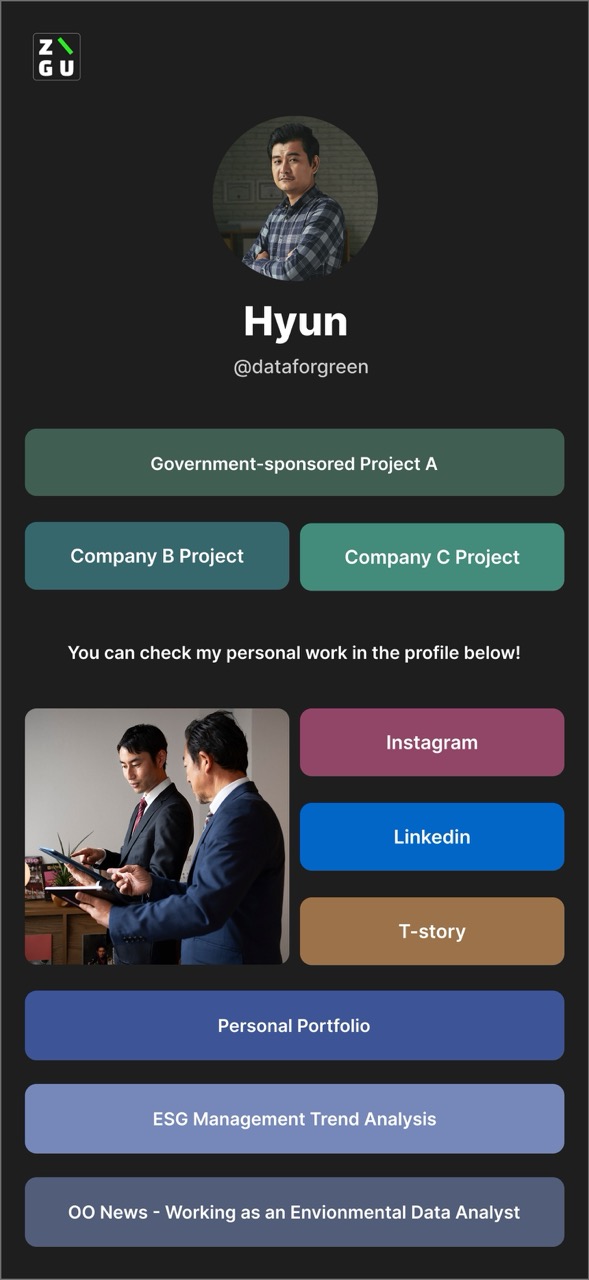 Z \
G U
Hyun
@dataforgreen
Government-sponsored Project A
Company B Project
Company C Project
You can check my personal work in the profile below!
Instagram
Linkedin
T-story
Personal Portfolio
ESG Management Trend Analysis
OO News - Working as an Envionmental Data Analyst